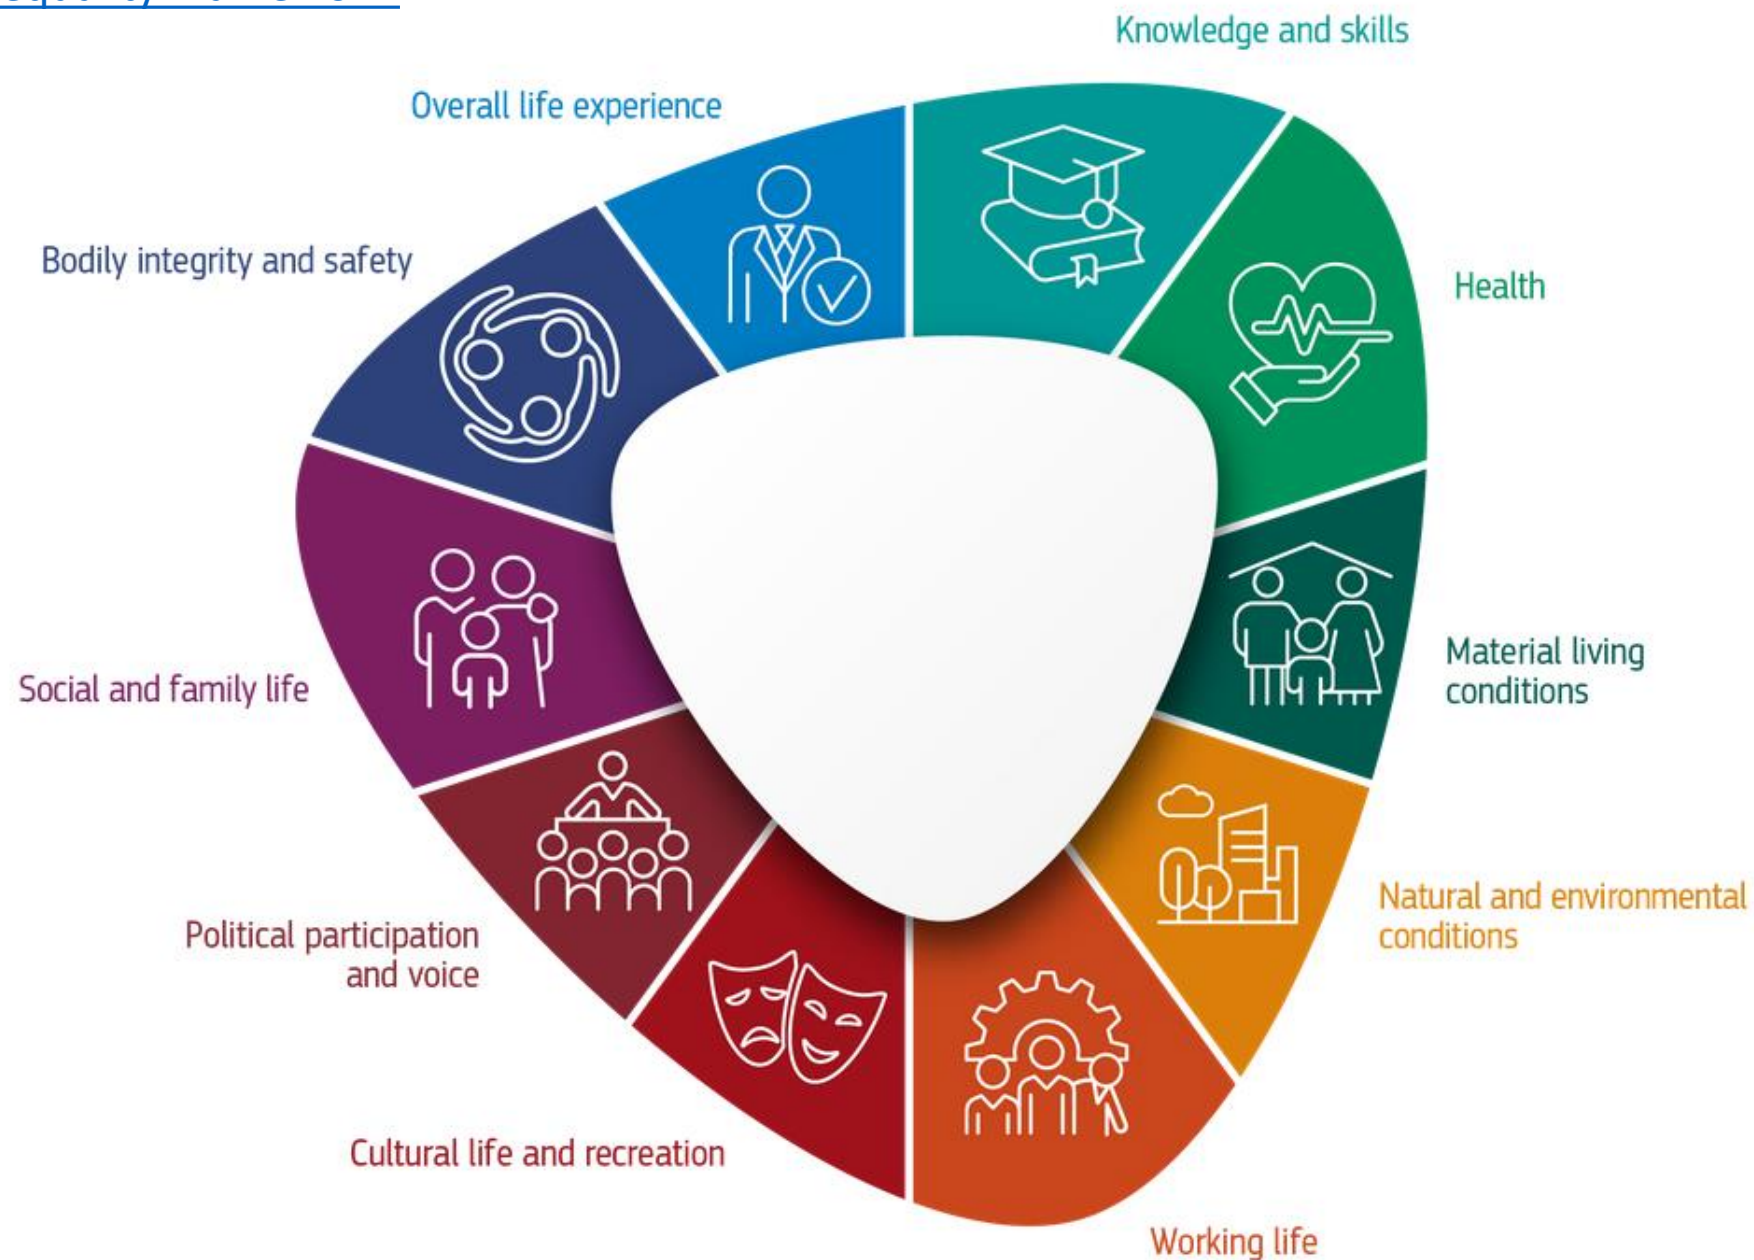 Knowledge and skills
Overall life experience
Bodily integrity and safety
Health
Social and family life
Material living
conditions
Natural and environmental
conditions
Political participation
and voice
Cultural life and recreation
Working life